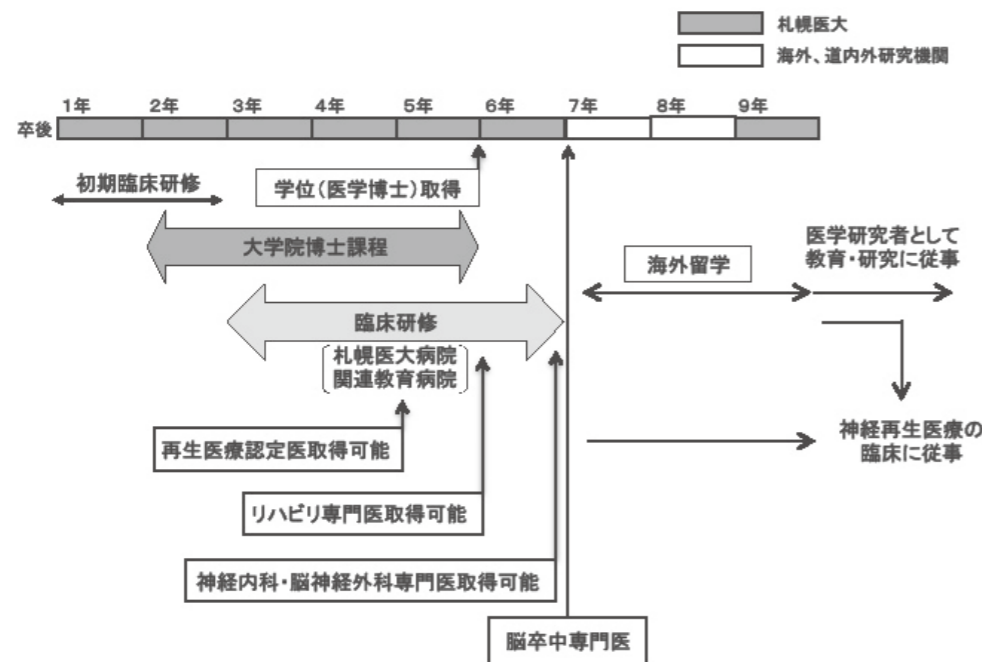 札幌医大
海外、道内外研究機関
1年 2年 3年 4年 5年 6年 7年 8年 9年
卒後
初期臨床研修
学位（医学博士）取得
大学院博士課程
海外留学
医学研究者として
教育・研究に従事
臨床研修
札幌医大病院
関連教育病院
再生医療認定医取得可能
神経再生医療の
臨床に従事
リハビリ専門医取得可能
神経内科・脳神経外科専門医取得可能
脳卒中専門医